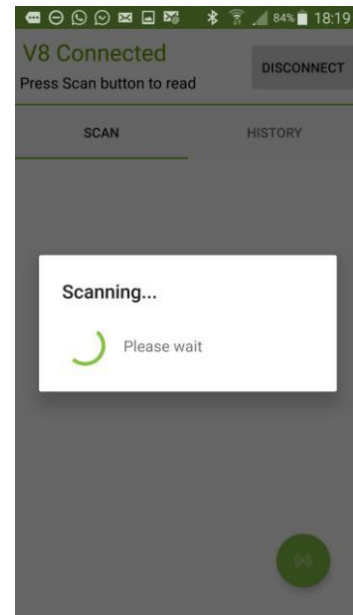 84% 18:19
V8 Connected
DISCONNECT
Press Scan button to read
SCAN HISTORY
Scanning...
Please wait